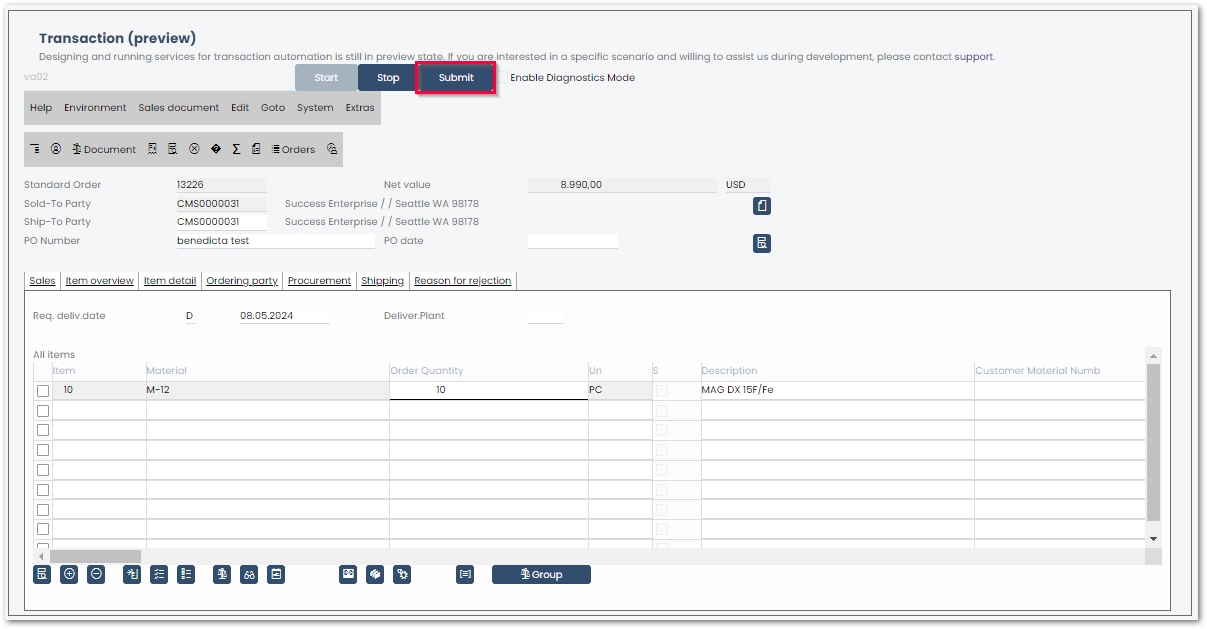 Transaction (preview)
Designing and running services for transaction automation is still in preview state. If you are interested in a specific scenario and willing to assist us during development, please contact support.
va02 Start Stop Submit Enable Diagnostics Mode
Help Environment Sales document Edit Goto System Extras
Document Σ Orders
Standard Order 13226 Net value 8.990,00 USD
Sold-To Party CMS0000031 Success Enterprise / / Seattle WA 98178
Ship-To Party CMS0000031 Success Enterprise / / Seattle WA 98178
PO Number benedicta test PO date
Sales Item overview Item detail Ordering party Procurement Shipping Reason for rejection
Req. deliv.date D 08.05.2024 Deliver.Plant
All items
Item Material Order Quantity Un S Description Customer Material Numb
10 M-12 10 PC MAG DX 15F/Fe
Group